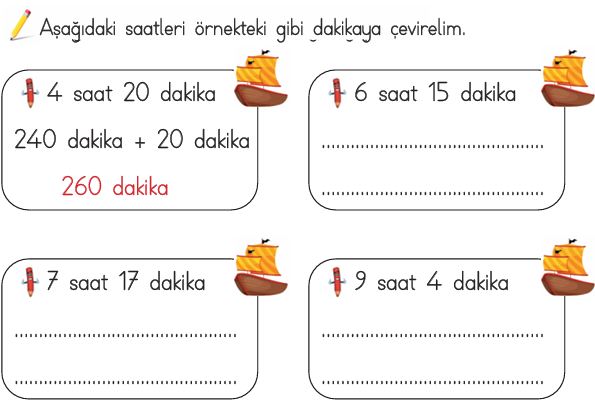 Aşağıdaki saatleri örnekteki gibi dakikaya çevirelim.
4 saat 20 dakika
240 dakika + 20 dakika
260 dakika
6 saat 15 dakika
7 saat 17 dakika
9 saat 4 dakika